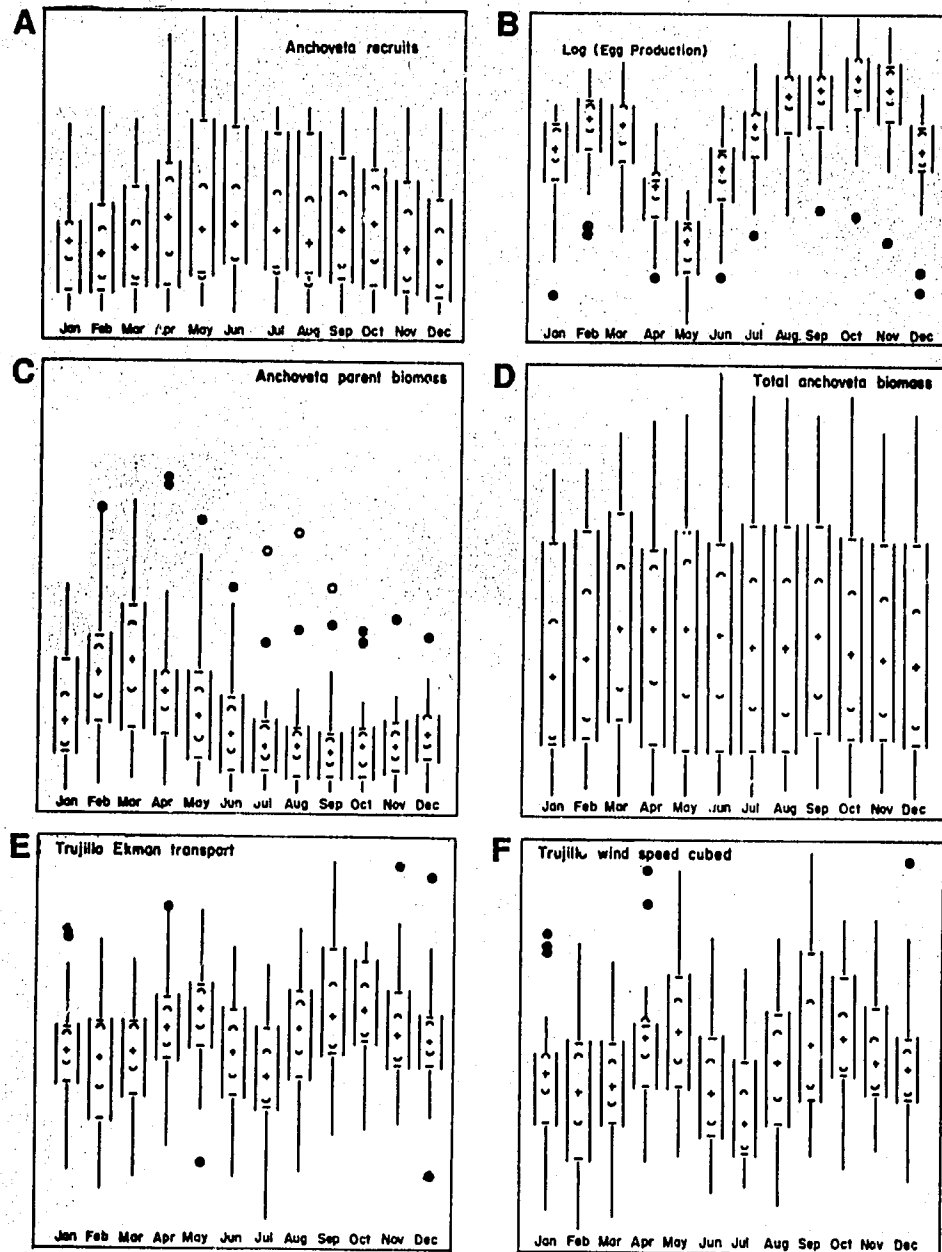 A
Anchoveta recruits
Jan Feb Mar Apr May Jun Jul Aug Sep Oct Nov Dec
B
Log (Egg Production)
Jan Feb Mar Apr May Jun Jul Aug Sep Oct Nov Dec
C
Anchoveta parent biomass
Jan Feb Mar Apr May Jun Jul Aug Sep Oct Nov Dec
D
Total anchoveta biomass
Jan Feb Mar Apr May Jun Jul Aug Sep Oct Nov Dec
E
Trujillo Ekman transport
Jan Feb Mar Apr May Jun Jul Aug Sep Oct Nov Dec
F
Trujillo wind speed cubed
Jan Feb Mar Apr May Jun Jul Aug Sep Oct Nov Dec